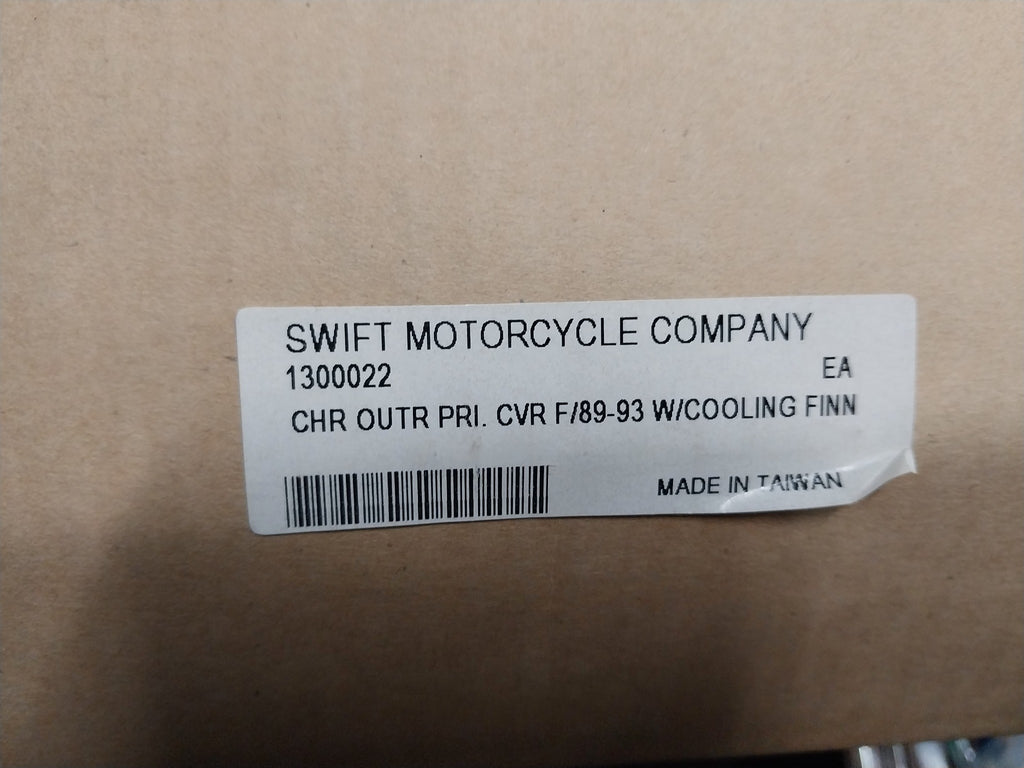 SWIFT MOTORCYCLE COMPANY
1300022 EA
CHR OUTR PRI. CVR F/89-93 W/COOLING FINN
MADE IN TAIWAN